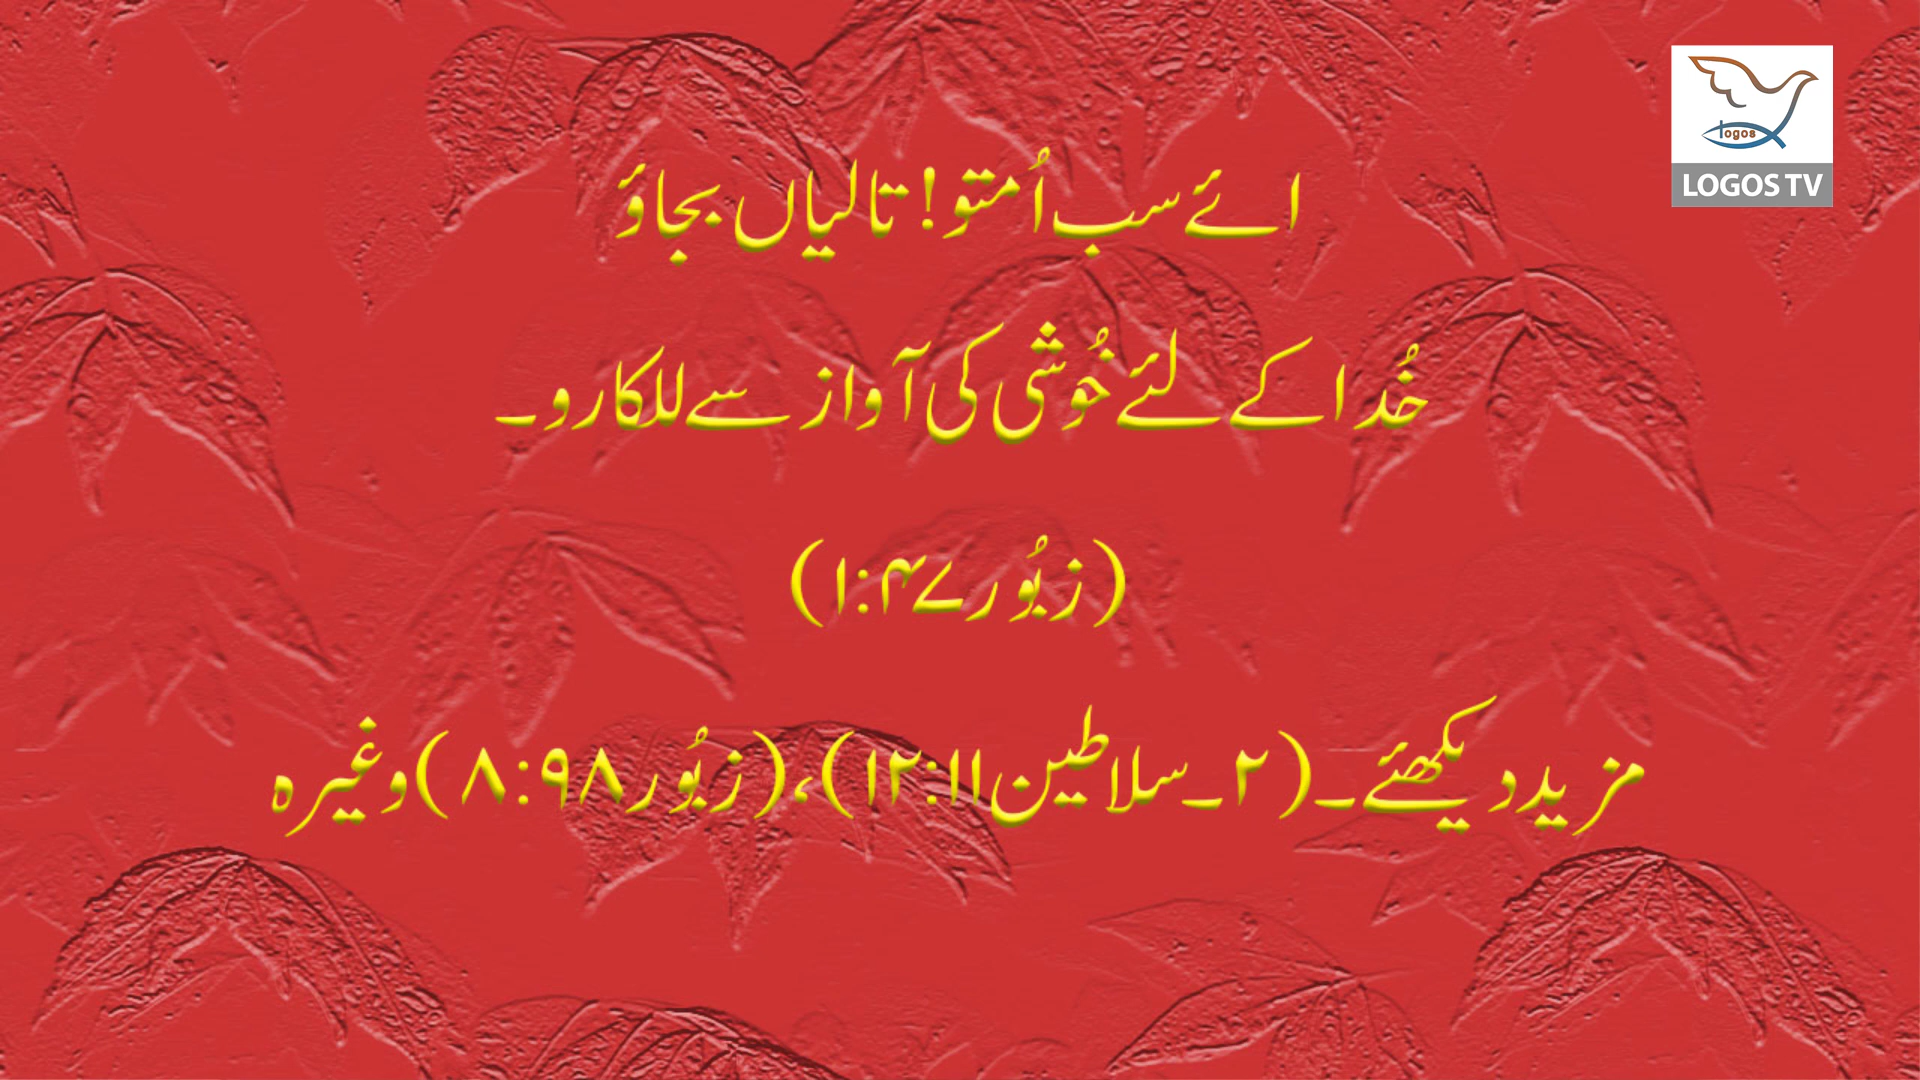 logos
LOGOS TV
اے سب اُمتو! تالیاں بجاؤ
خُدا کے لئے خُوشی کی آواز سے للکارو۔
(زبُور ۴۷:۱)
مزید دیکھئے۔ (۲۔سلاطین ۱۱:۱۲)، (زبُور ۹۸:۸) وغیرہ